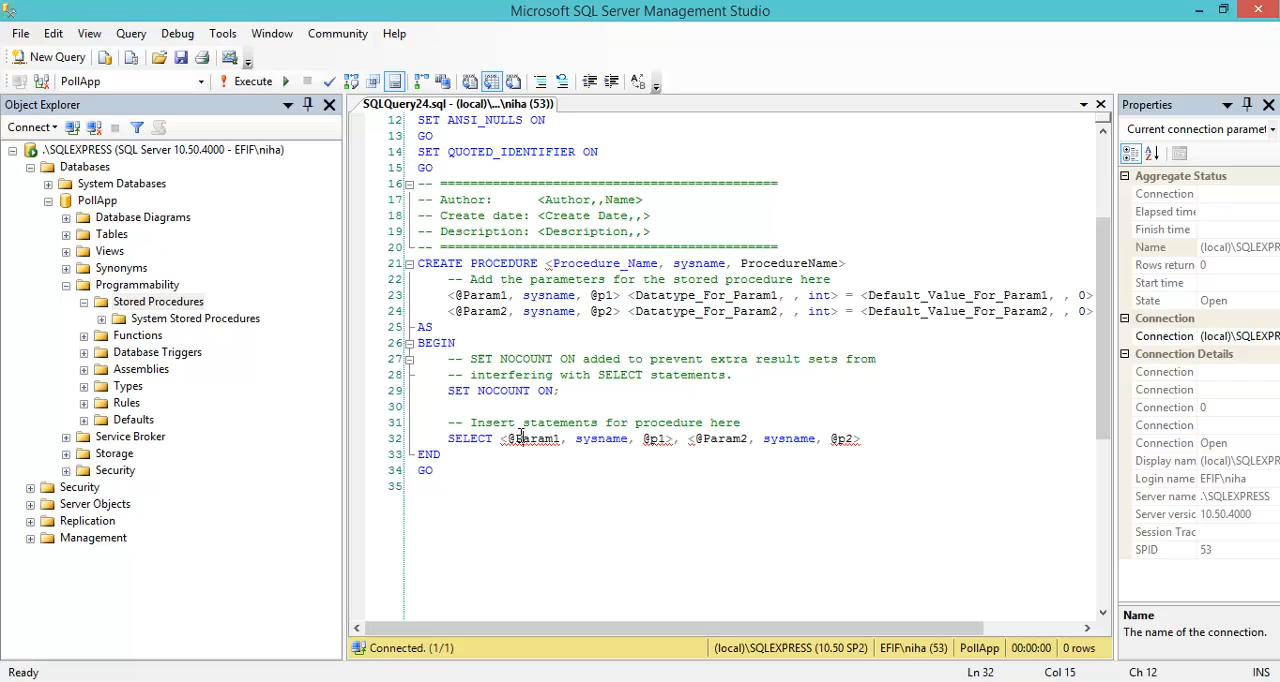 Microsoft SQL Server Management Studio
File Edit View Query Debug Tools Window Community Help
New Query
PollApp
Execute
Object Explorer
Connect
.\SQLEXPRESS (SQL Server 10.50.4000 - EFIF\niha)
Databases
System Databases
PollApp
Database Diagrams
Tables
Views
Synonyms
Programmability
Stored Procedures
System Stored Procedures
Functions
Database Triggers
Assemblies
Types
Rules
Defaults
Service Broker
Storage
Security
Security
Server Objects
Replication
Management
SQLQuery24.sql - (local)\...\niha (53))
12 SET ANSI_NULLS ON
13 GO
14 SET QUOTED_IDENTIFIER ON
15 GO
16 -- =============================================
17 -- Author: <Author,,Name>
18 -- Create date: <Create Date,,>
19 -- Description: <Description,,>
20 -- =============================================
21 CREATE PROCEDURE <Procedure_Name, sysname, ProcedureName>
22 -- Add the parameters for the stored procedure here
23 <@Param1, sysname, @p1> <Datatype_For_Param1, , int> = <Default_Value_For_Param1, , 0>
24 <@Param2, sysname, @p2> <Datatype_For_Param2, , int> = <Default_Value_For_Param2, , 0>
25 AS
26 BEGIN
27 -- SET NOCOUNT ON added to prevent extra result sets from
28 -- interfering with SELECT statements.
29 SET NOCOUNT ON;
30
31 -- Insert statements for procedure here
32 SELECT <@Param1, sysname, @p1>, <@Param2, sysname, @p2>
33 END
34 GO
35
Connected. (1/1) (local)\SQLEXPRESS (10.50 SP2) EFIF\niha (53) PollApp 00:00:00 0 rows
Properties
Current connection paramet
Aggregate Status
Connection
Elapsed time
Finish time
Name (local)\SQLEXPR
Rows return 0
Start time
State Open
Connection
Connection (local)\SQLEXPR
Connection Details
Connection
Connection
Connection 0
Connection
Connection Open
Display nam (local)\SQLEXPR
Login name EFIF\niha
Server name .\SQLEXPRESS
Server versic 10.50.4000
Session Trac
SPID 53
Name
The name of the connection.
Ready Ln 32 Col 15 Ch 12 INS